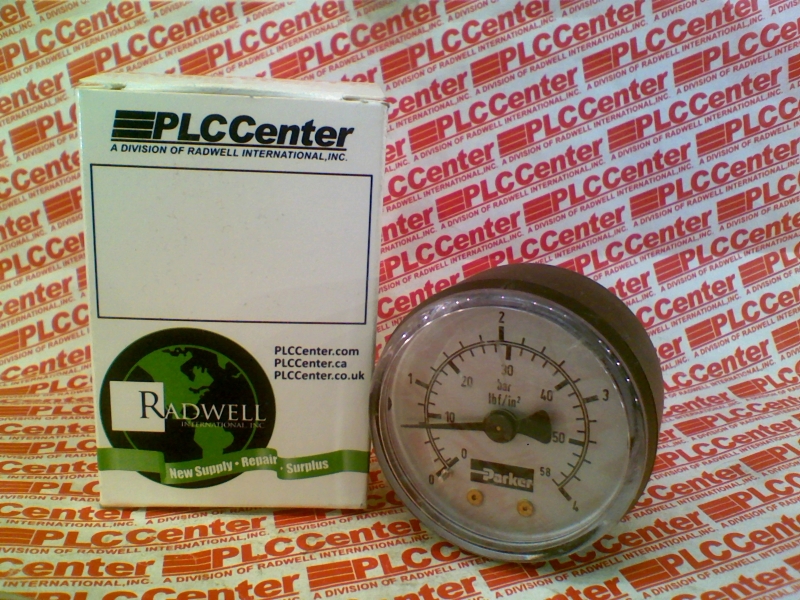 PLCCenter
A DIVISION OF RADWELL INTERNATIONAL, INC.
PLCCenter.com
PLCCenter.ca
PLCCenter.co.uk
RADWELL
INTERNATIONAL, INC.
New Supply • Repair • Surplus
0
1
2
3
4
0
10
20
30
40
50
58
bar
lbf/in²
Parker
PLCCenter
A DIVISION OF RADWELL INTERNATIONAL, INC.